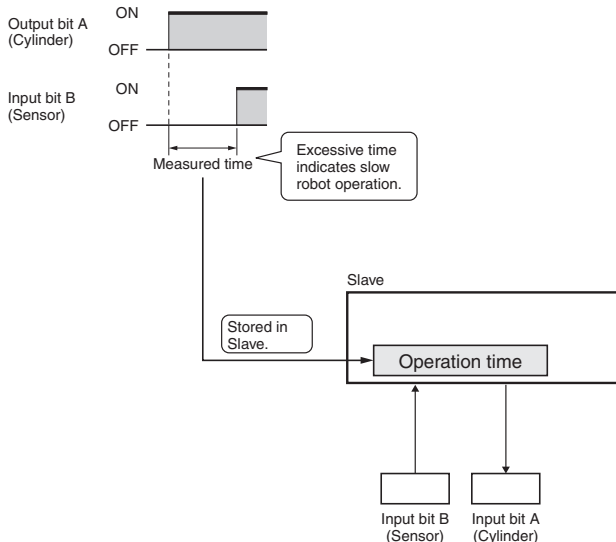 Output bit A
(Cylinder)
ON
OFF
Input bit B
(Sensor)
ON
OFF
Measured time
Excessive time
indicates slow
robot operation.
Slave
Stored in
Slave.
Operation time
Input bit B
(Sensor)
Input bit A
(Cylinder)